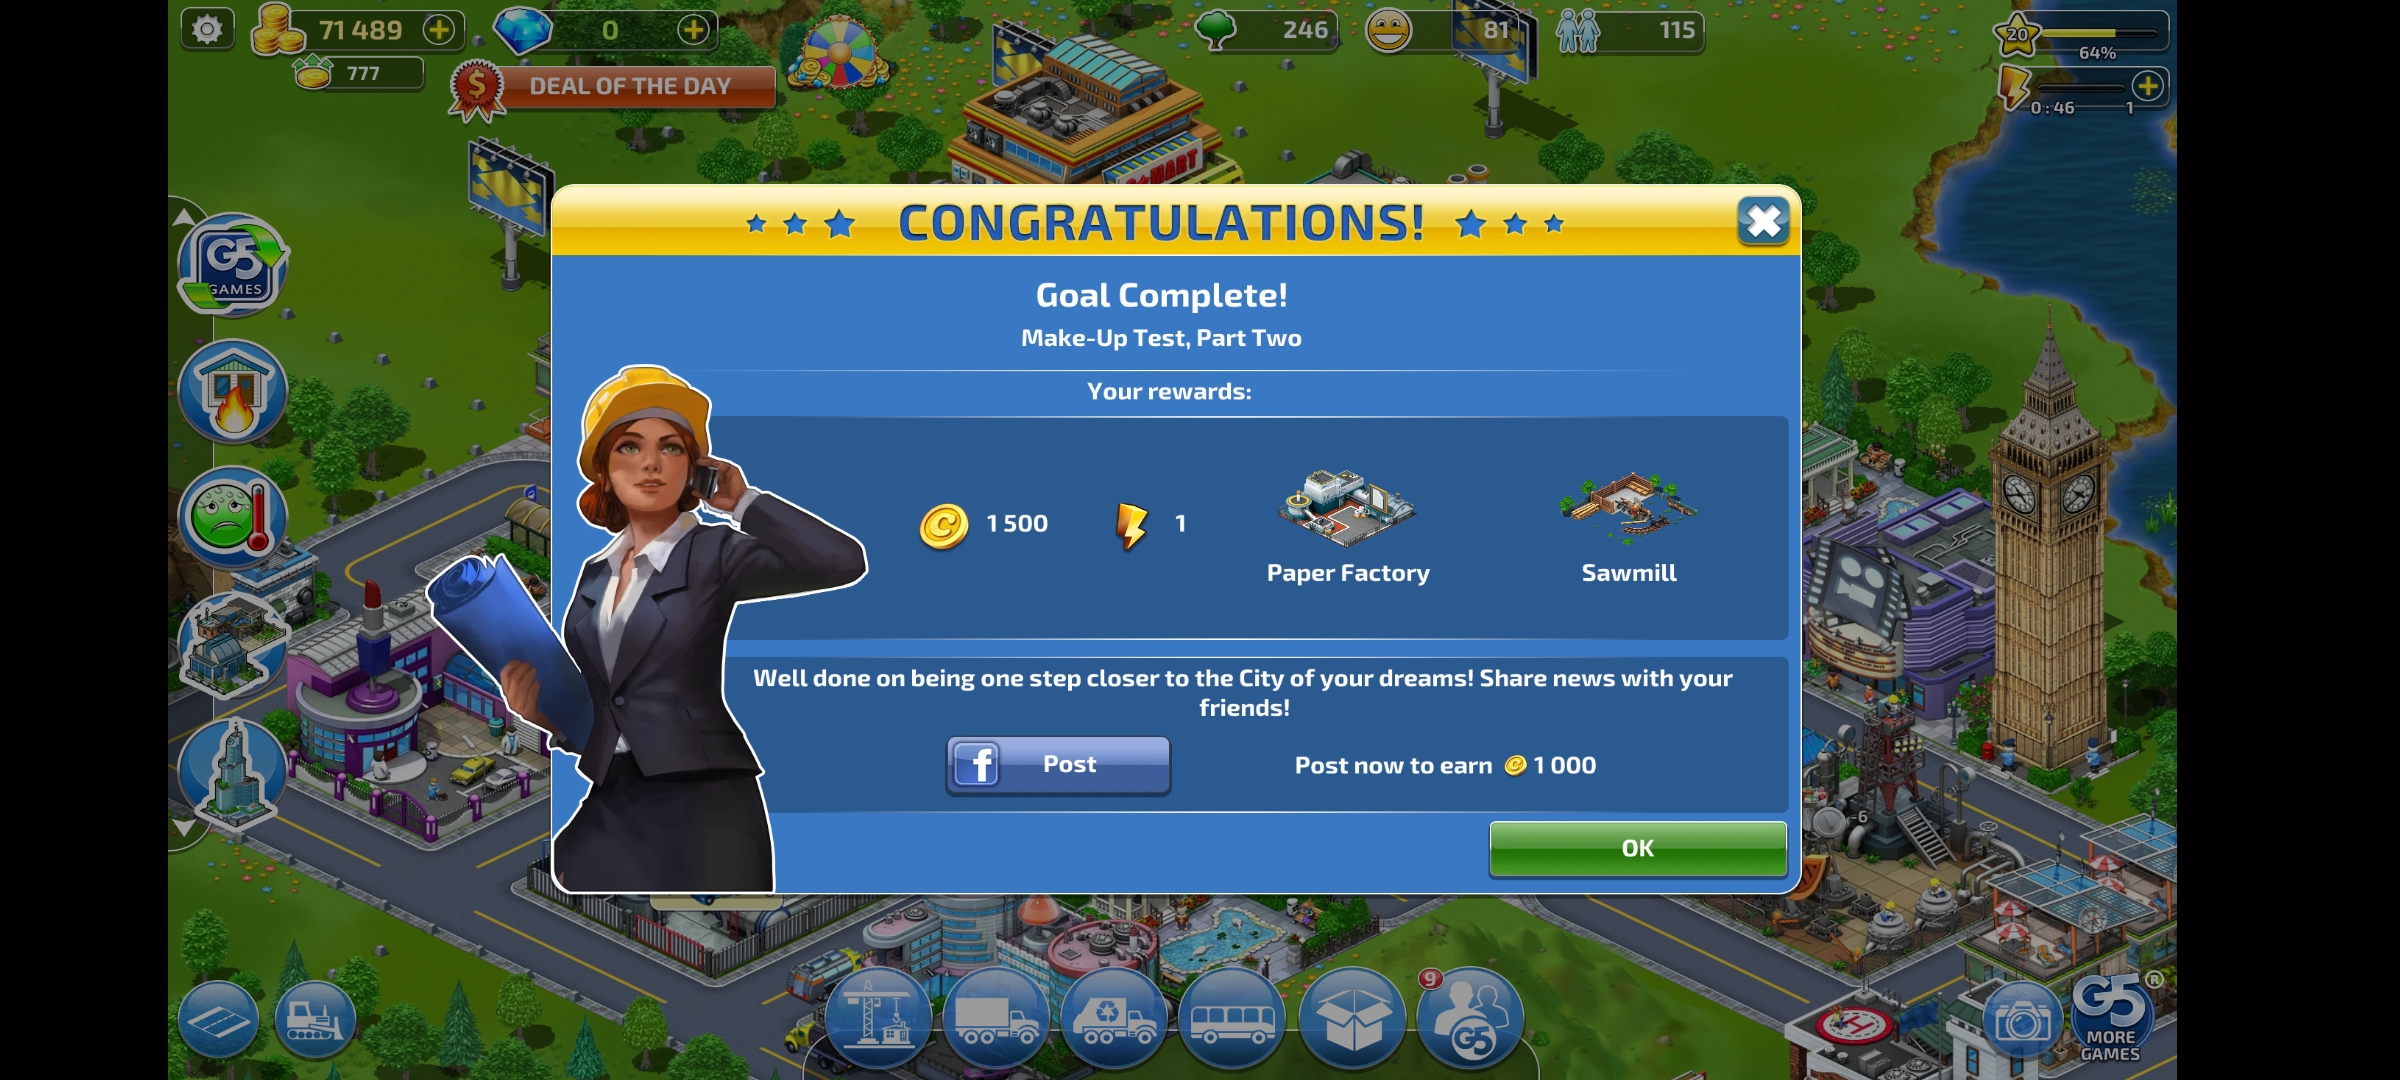 71 489
0
246
81
115
20
64%
777
DEAL OF THE DAY
0:46
1
CONGRATULATIONS!
G5
GAMES
Goal Complete!
Make-Up Test, Part Two
Your rewards:
1 500
1
Paper Factory
Sawmill
Well done on being one step closer to the City of your dreams! Share news with your
friends!
f
Post
Post now to earn
1 000
-6
OK
9
G5
G5 ®
MORE
GAMES
H